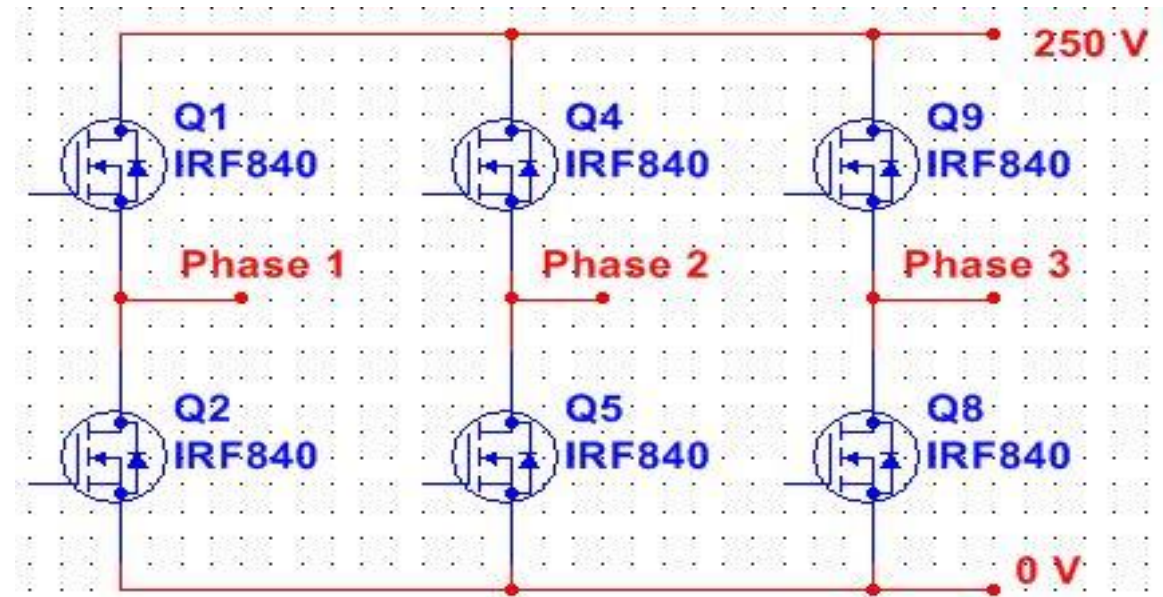 250 V
Q1
IRF840
Q4
IRF840
Q9
IRF840
Phase 1
Phase 2
Phase 3
Q2
IRF840
Q5
IRF840
Q8
IRF840
0 V